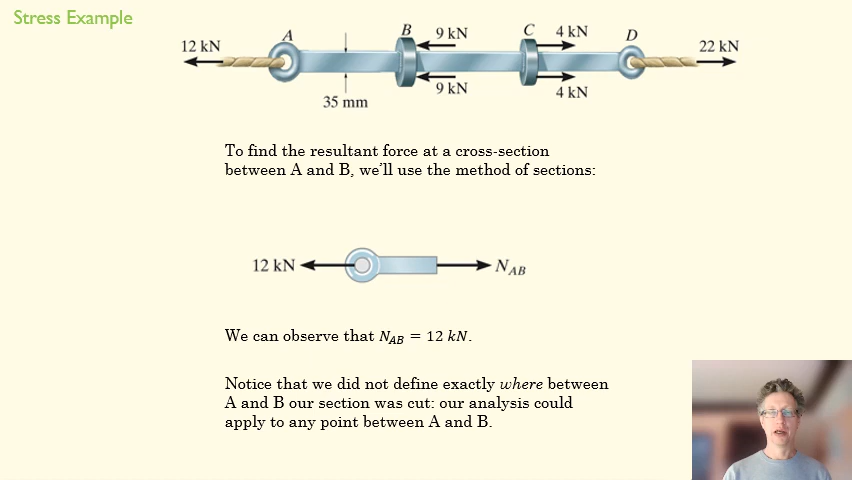 Stress Example
12 kN
A
B
9 kN
C
4 kN
D
22 kN
35 mm
9 kN
4 kN
To find the resultant force at a cross-section
between A and B, we'll use the method of sections:
12 kN
N_AB
We can observe that N_AB = 12 kN.
Notice that we did not define exactly where between
A and B our section was cut: our analysis could
apply to any point between A and B.